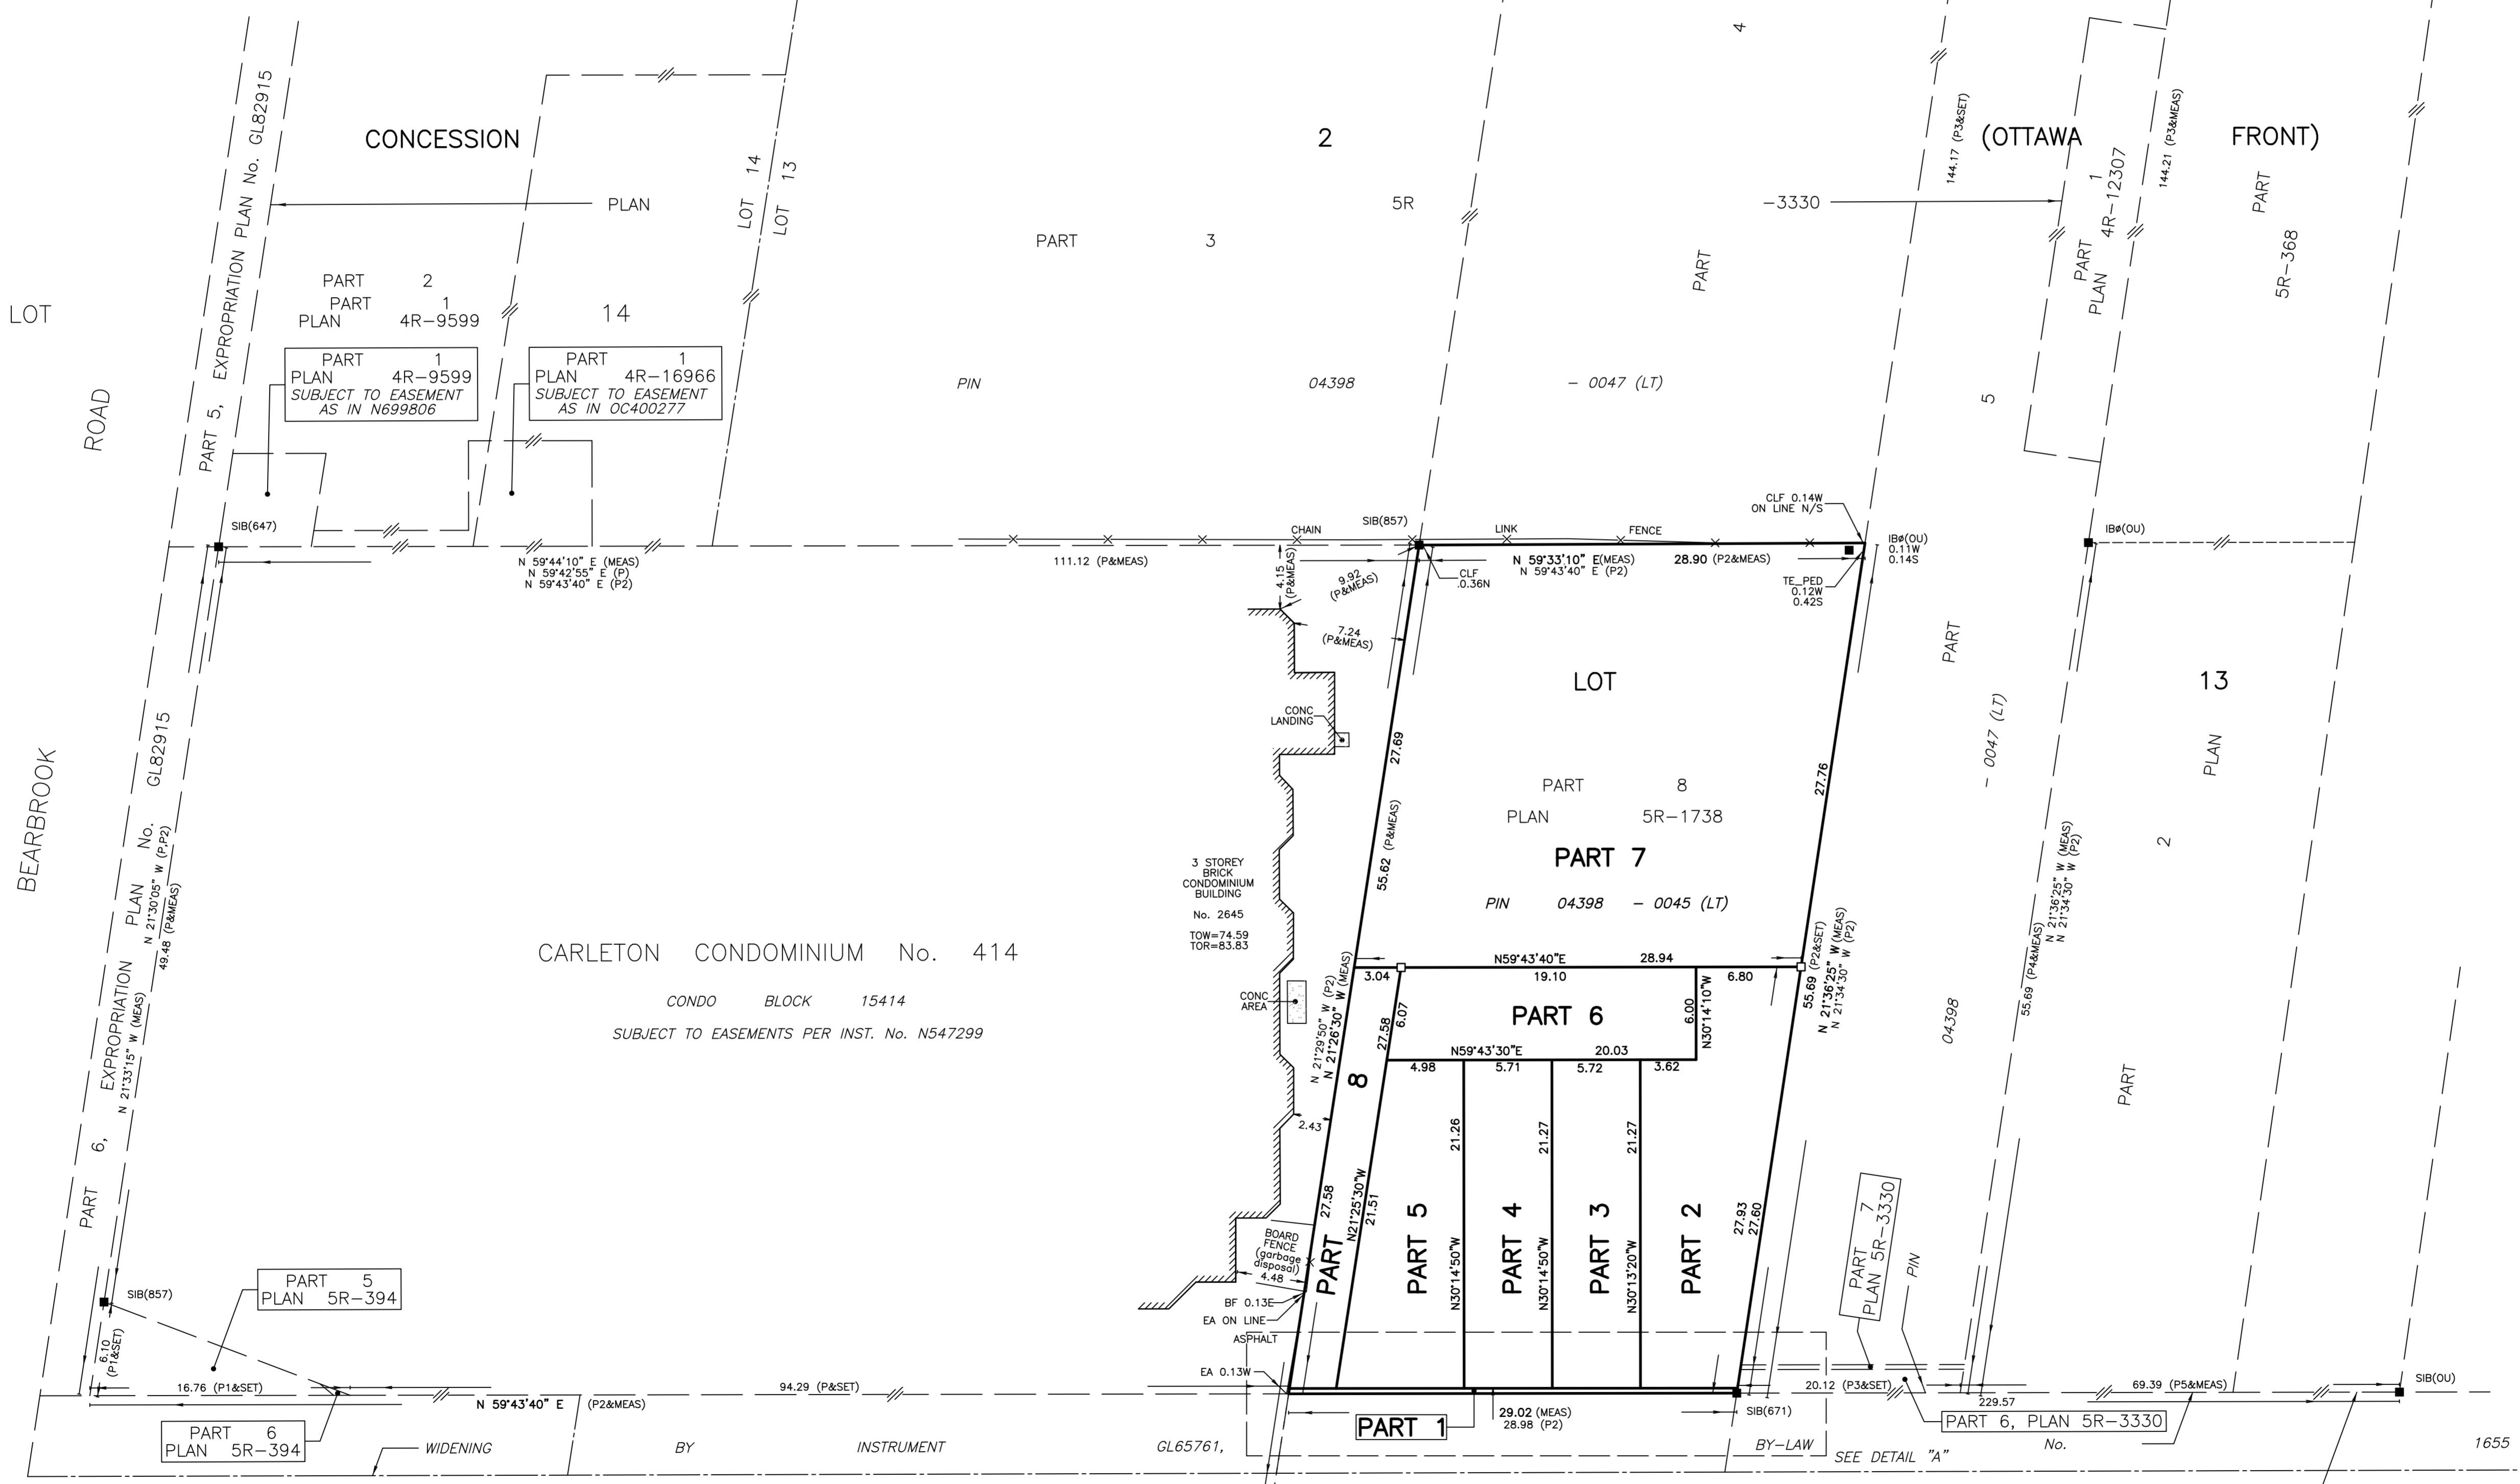 CONCESSION 2 (OTTAWA FRONT)
4
PLAN 5R -3330
PART 3
PART
LOT 14
LOT 13
PART 5, EXPROPRIATION PLAN No. GL82915
LOT 14
ROAD
BEARBROOK
PART 2
PART 1
PLAN 4R-9599
PART 1
PLAN 4R-9599
SUBJECT TO EASEMENT
AS IN N699806
PART 1
PLAN 4R-16966
SUBJECT TO EASEMENT
AS IN OC400277
PIN 04398 - 0047 (LT)
144.17 (P3&SET)
144.21 (P3&MEAS)
PART 1
PLAN 4R-12307
PART
5R-368
5
PART
SIB(647)
N 59°44'10" E (MEAS)
N 59°42'55" E (P)
N 59°43'40" E (P2)
111.12 (P&MEAS)
CHAIN LINK FENCE
SIB(857)
4.15
(P&MEAS)
9.92
(P&MEAS)
7.24
(P&MEAS)
CLF
.0.36N
N 59°33'10" E(MEAS)
N 59°43'40" E (P2)
28.90 (P2&MEAS)
CLF 0.14W
ON LINE N/S
IBø(OU)
0.11W
0.14S
TE_PED
0.12W
0.42S
IBø(OU)
LOT 13
CONC
LANDING
27.69
27.76
55.62 (P&MEAS)
PART 8
PLAN 5R-1738
PART 7
PIN 04398 - 0045 (LT)
3 STOREY
BRICK
CONDOMINIUM
BUILDING
No. 2645
TOW=74.59
TOR=83.83
CONC
AREA
CARLETON CONDOMINIUM No. 414
CONDO BLOCK 15414
SUBJECT TO EASEMENTS PER INST. No. N547299
PART 6, EXPROPRIATION PLAN No. GL82915
N 21°30'05" W (P,P2)
49.48 (P&MEAS)
N 21°33'15" W (MEAS)
N 21°29'50" W (P2)
N 21°26'30" W (MEAS)
N59°43'40"E 28.94
3.04
19.10
6.80
27.58
6.07
PART 6
6.00
N30°14'10"W
N59°43'30"E 20.03
4.98
5.71
5.72
3.62
55.69 (P2&SET)
N 21°36'25" W (MEAS)
N 21°34'30" W (P2)
55.69 (P4&MEAS)
N 21°36'25" W (MEAS)
N 21°34'30" W (P2)
04398 - 0047 (LT)
PLAN
2
PART
2.43
27.58
PART 8
N21°25'30"W
21.51
PART 5
21.26
N30°14'50"W
PART 4
21.27
N30°14'50"W
PART 3
21.27
N30°13'20"W
PART 2
27.93
27.60
BOARD
FENCE
(garbage
disposal)
4.48
BF 0.13E
EA ON LINE
ASPHALT
EA 0.13W
SIB(857)
6.10
(P1&SET)
PART 5
PLAN 5R-394
16.76 (P1&SET)
94.29 (P&SET)
N 59°43'40" E (P2&MEAS)
PART 6
PLAN 5R-394
PART 1
29.02 (MEAS)
28.98 (P2)
SIB(671)
PART 7
PLAN 5R-3330
PIN
20.12 (P3&SET)
69.39 (P5&MEAS)
SIB(OU)
229.57
PART 6, PLAN 5R-3330
WIDENING BY INSTRUMENT GL65761, BY-LAW No. 1655
SEE DETAIL "A"